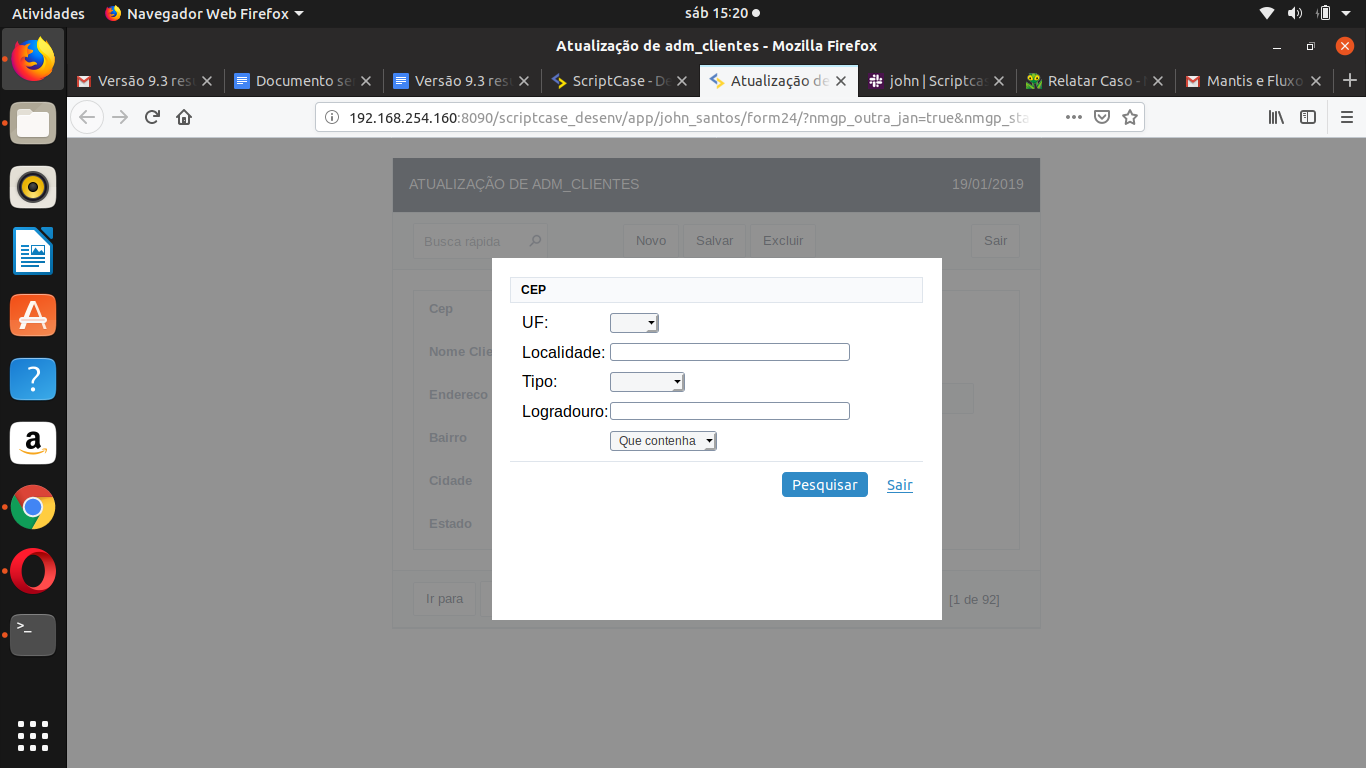 Atividades Navegador Web Firefox sáb 15:20
Atualização de adm_clientes - Mozilla Firefox
Versão 9.3 res Documento se Versão 9.3 res ScriptCase - De Atualização de john | Scriptca Relatar Caso - Mantis e Fluxo
192.168.254.160:8090/scriptcase_desenv/app/john_santos/form24/?nmgp_outra_jan=true&nmgp_sta
ATUALIZAÇÃO DE ADM_CLIENTES 19/01/2019
Busca rápida Novo Salvar Excluir Sair
CEP
Cep
UF:
Nome Clie
Localidade:
Tipo:
Endereco
Logradouro:
Bairro
Que contenha
Cidade
Pesquisar Sair
Estado
Ir para [1 de 92]